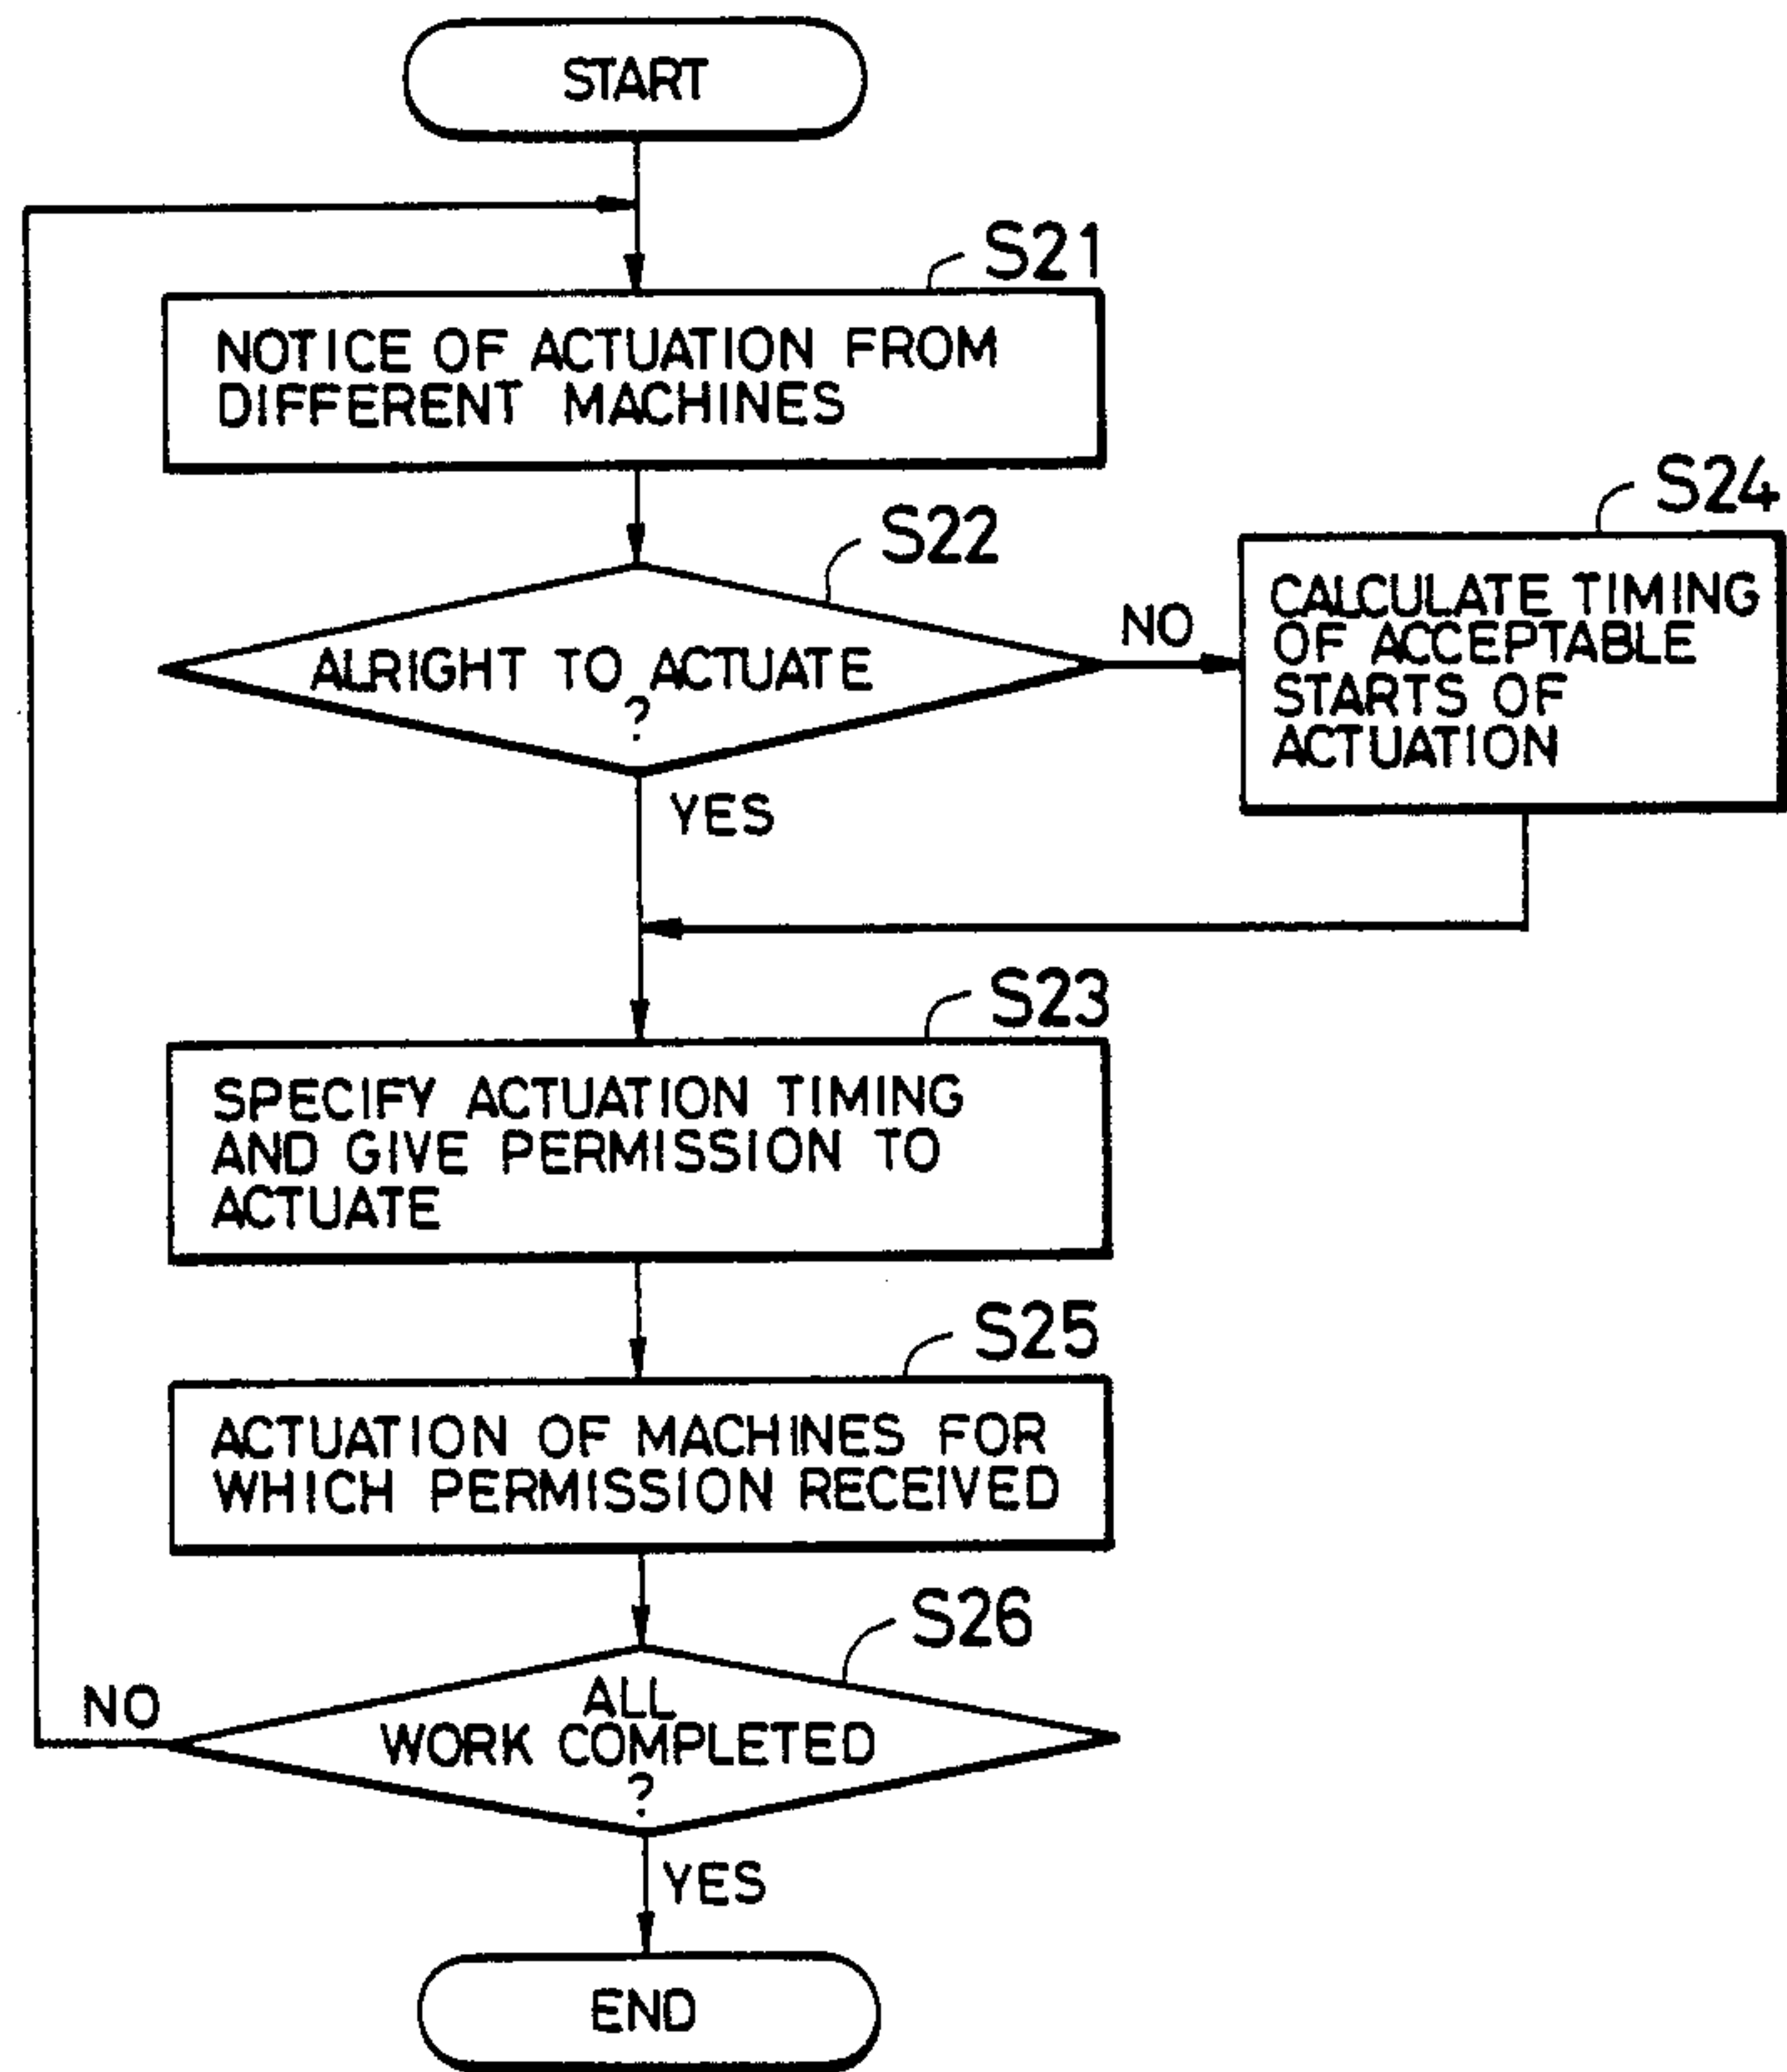 START
S21
NOTICE OF ACTUATION FROM
DIFFERENT MACHINES
S22
ALRIGHT TO ACTUATE
?
NO
S24
CALCULATE TIMING
OF ACCEPTABLE
STARTS OF
ACTUATION
YES
S23
SPECIFY ACTUATION TIMING
AND GIVE PERMISSION TO
ACTUATE
S25
ACTUATION OF MACHINES FOR
WHICH PERMISSION RECEIVED
S26
ALL
WORK COMPLETED
?
NO
YES
END